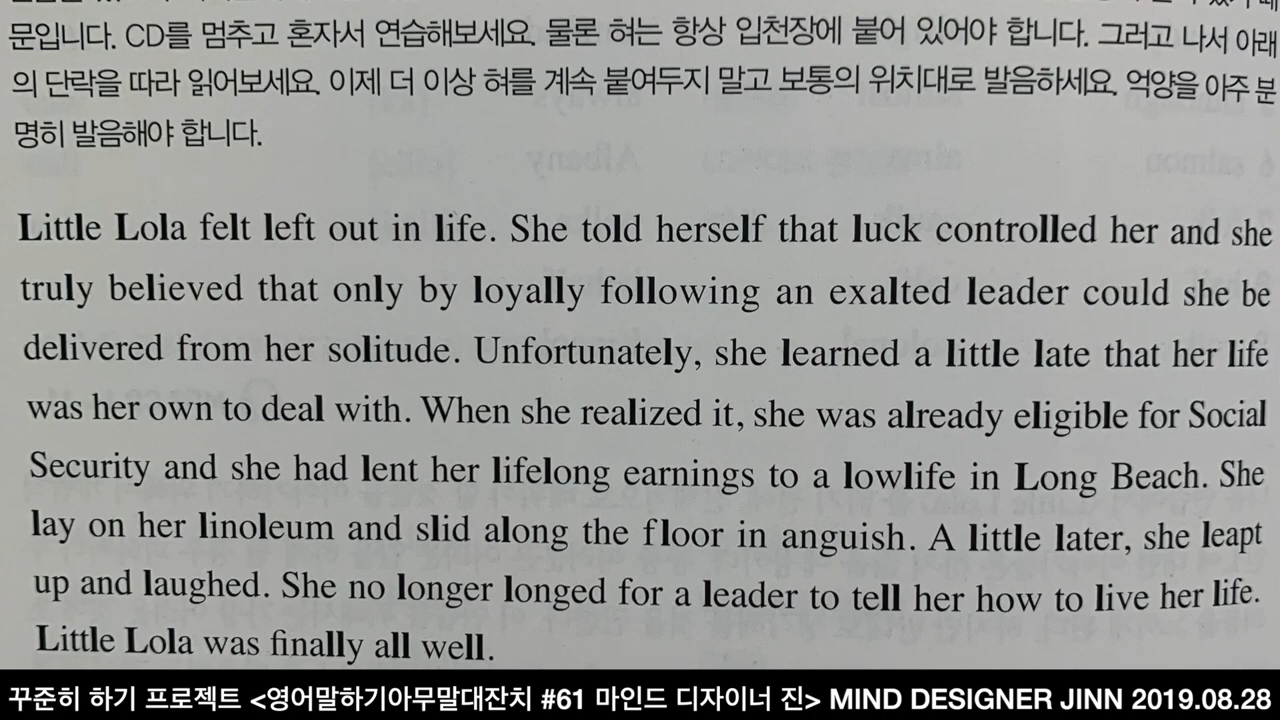 문입니다. CD를 멈추고 혼자서 연습해보세요. 물론 혀는 항상 입천장에 붙어 있어야 합니다. 그러고 나서 아래
의 단락을 따라 읽어보세요. 이제 더 이상 혀를 계속 붙여두지 말고 보통의 위치대로 발음하세요. 억양을 아주 분
명히 발음해야 합니다.
Little Lola felt left out in life. She told herself that luck controlled her and she
truly believed that only by loyally following an exalted leader could she be
delivered from her solitude. Unfortunately, she learned a little late that her life
was her own to deal with. When she realized it, she was already eligible for Social
Security and she had lent her lifelong earnings to a lowlife in Long Beach. She
lay on her linoleum and slid along the floor in anguish. A little later, she leapt
up and laughed. She no longer longed for a leader to tell her how to live her life.
Little Lola was finally all well.
꾸준히 하기 프로젝트 <영어말하기아무말대잔치 #61 마인드 디자이너 진> MIND DESIGNER JINN 2019.08.28